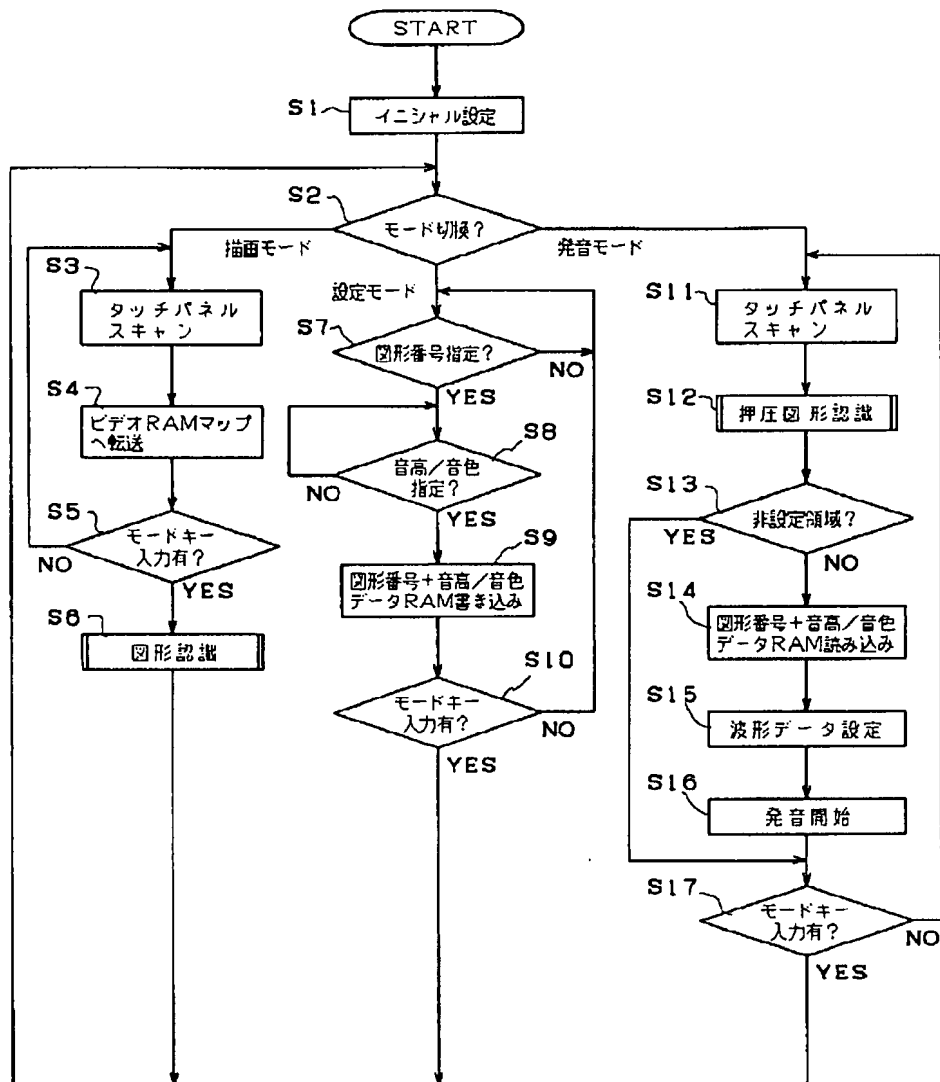 START
S1
イニシャル設定
S2
モード切換?
描画モード
設定モード
発音モード
S3
タッチパネル
スキャン
S4
ビデオRAMマップ
へ転送
S5
モードキー
入力有?
NO
YES
S6
図形認識
S7
図形番号指定?
NO
YES
S8
音高/音色
指定?
NO
YES
S9
図形番号+音高/音色
データRAM書き込み
S10
モードキー
入力有?
NO
YES
S11
タッチパネル
スキャン
S12
押圧図形認識
S13
非設定領域?
YES
NO
S14
図形番号+音高/音色
データRAM読み込み
S15
波形データ設定
S16
発音開始
S17
モードキー
入力有?
NO
YES